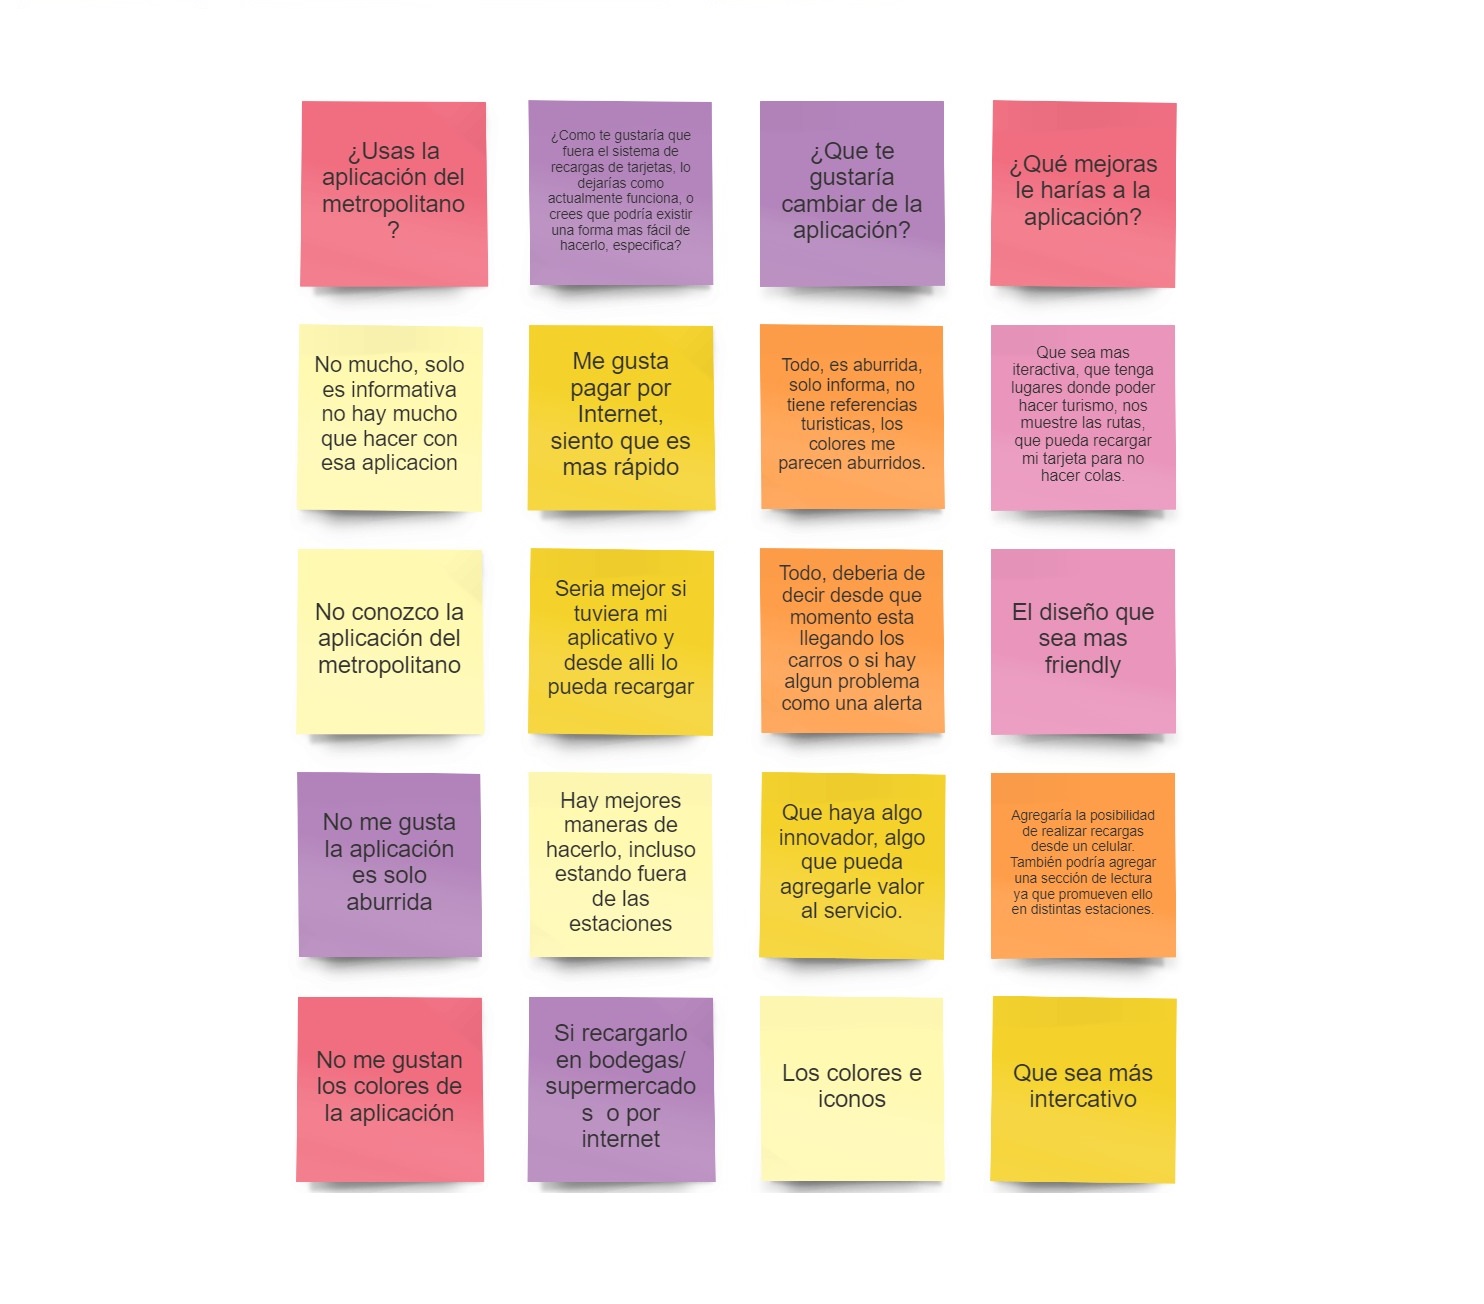 ¿Usas la
aplicación del
metropolitano
?
¿Como te gustaría que
fuera el sistema de
recargas de tarjetas, lo
dejarías como
actualmente funciona, o
crees que podría existir
una forma mas fácil de
hacerlo, especifica?
¿Que te
gustaría
cambiar de la
aplicación?
¿Qué mejoras
le harías a la
aplicación?
No mucho, solo
es informativa
no hay mucho
que hacer con
esa aplicacion
Me gusta
pagar por
Internet,
siento que es
mas rápido
Todo, es aburrida,
solo informa, no
tiene referencias
turisticas, los
colores me
parecen aburridos.
Que sea mas
iteractiva, que tenga
lugares donde poder
hacer turismo, nos
muestre las rutas,
que pueda recargar
mi tarjeta para no
hacer colas.
No conozco la
aplicación del
metropolitano
Seria mejor si
tuviera mi
aplicativo y
desde alli lo
pueda recargar
Todo, deberia de
decir desde que
momento esta
llegando los
carros o si hay
algun problema
como una alerta
El diseño que
sea mas
friendly
No me gusta
la aplicación
es solo
aburrida
Hay mejores
maneras de
hacerlo, incluso
estando fuera
de las
estaciones
Que haya algo
innovador, algo
que pueda
agregarle valor
al servicio.
Agregaría la posibilidad
de realizar recargas
desde un celular.
También podría agregar
una sección de lectura
ya que promueven ello
en distintas estaciones.
No me gustan
los colores de
la aplicación
Si recargarlo
en bodegas/
supermercado
s o por
internet
Los colores e
iconos
Que sea más
intercativo